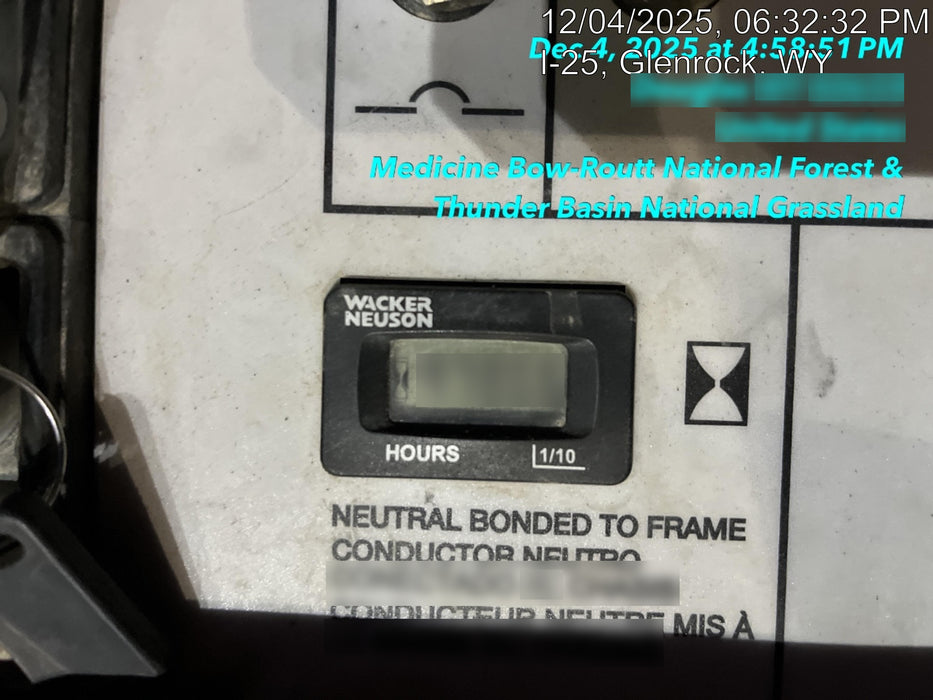 12/04/2025, 06:32:32 PM
Dec 4, 2025 at 4:58:51 PM
I-25, Glenrock, WY
Medicine Bow-Routt National Forest &
Thunder Basin National Grassland
WACKER
NEUSON
HOURS 1/10
NEUTRAL BONDED TO FRAME
CONDUCTOR NEUTRO
CONDUCTEUR NEUTRE MIS À